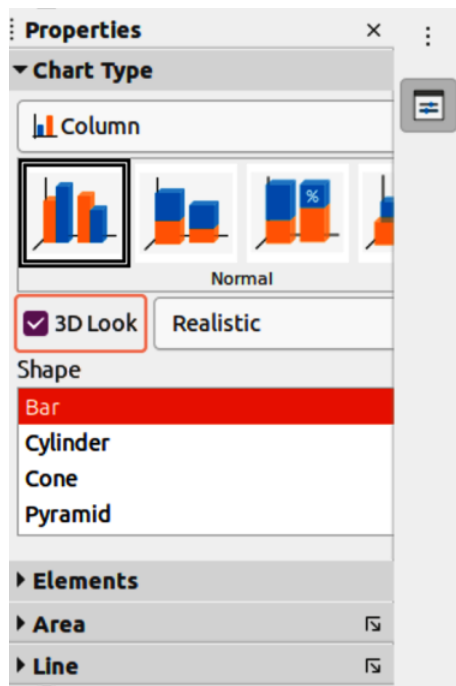 Properties
Chart Type
Column
%
Normal
3D Look
Realistic
Shape
Bar
Cylinder
Cone
Pyramid
Elements
Area
Line